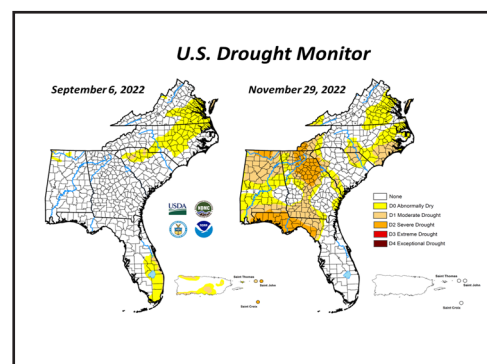 U.S. Drought Monitor
September 6, 2022
November 29, 2022
USDA
None
D0 Abnormally Dry
D1 Moderate Drought
D2 Severe Drought
D3 Extreme Drought
D4 Exceptional Drought
Saint Thomas
Saint John
Saint Croix
Saint Thomas
Saint John
Saint Croix